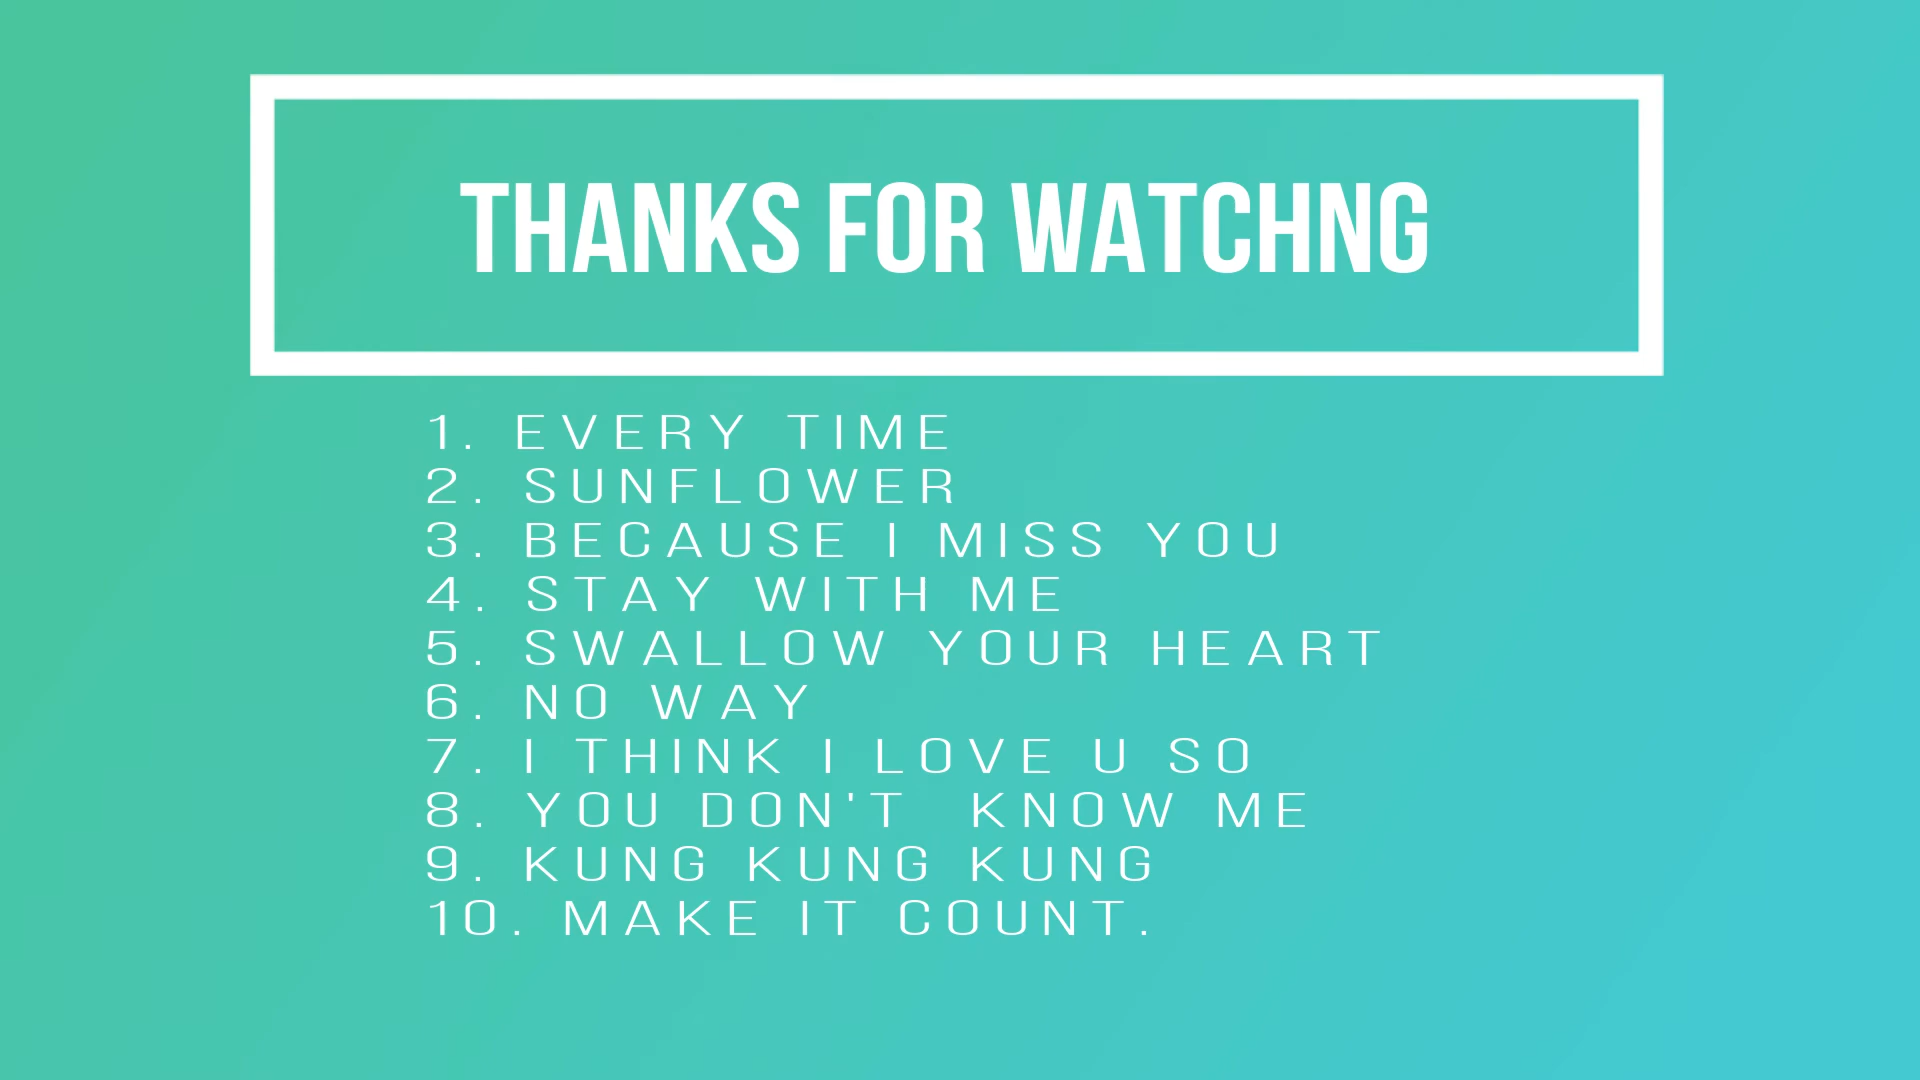 THANKS FOR WATCHNG
1. EVERY TIME
2. SUNFLOWER
3. BECAUSE I MISS YOU
4. STAY WITH ME
5. SWALLOW YOUR HEART
6. NO WAY
7. I THINK I LOVE U SO
8. YOU DON'T  KNOW ME
9. KUNG KUNG KUNG
10. MAKE IT COUNT.